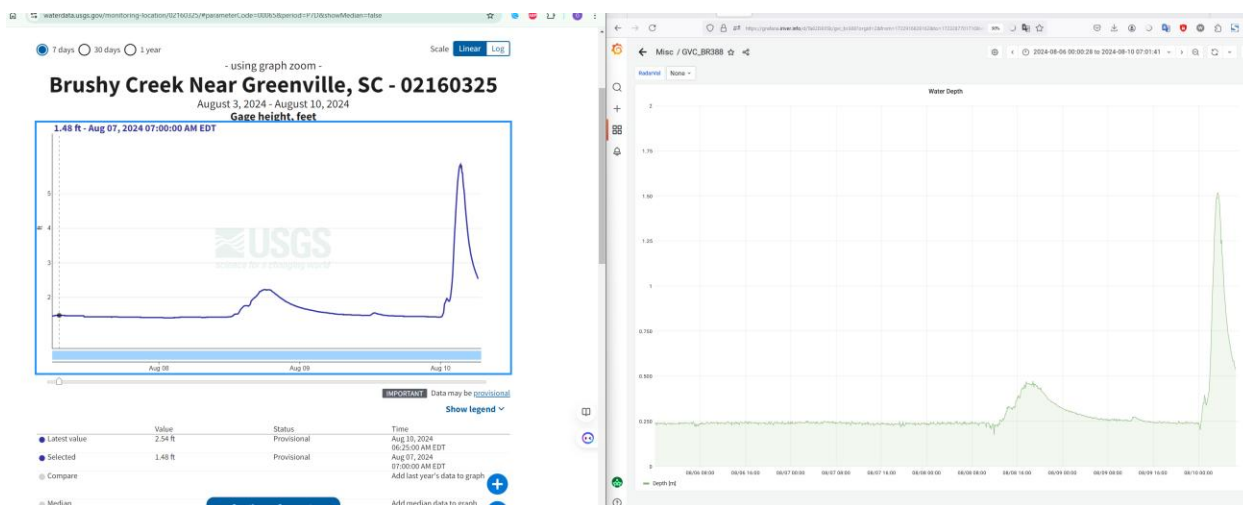 waterdata.usgs.gov/monitoring-location/02160325/#parameterCode=00065&period=P7D&showMedian=false
7 days 30 days 1 year
Scale Linear Log
- using graph zoom -
Brushy Creek Near Greenville, SC - 02160325
August 3, 2024 - August 10, 2024
Gage height, feet
1.48 ft - Aug 07, 2024 07:00:00 AM EDT
5
4
3
2
USGS
science for a changing world
Aug 08 Aug 09 Aug 10
IMPORTANT Data may be provisional
Show legend
Value Status Time
Latest value 2.54 ft Provisional Aug 10, 2024
06:25:00 AM EDT
Selected 1.48 ft Provisional Aug 07, 2024
07:00:00 AM EDT
Compare Add last year's data to graph
Median Add median data to graph
Misc / GVC_BR388
2024-08-06 00:00:28 to 2024-08-10 07:01:41
RadarId None
Water Depth
2
1.75
1.50
1.25
1
0.750
0.500
0.250
0
08/06 08:00 08/06 16:00 08/07 00:00 08/07 08:00 08/07 16:00 08/08 00:00 08/08 08:00 08/08 16:00 08/09 00:00 08/09 08:00 08/09 16:00 08/10 00:00
Depth [m]